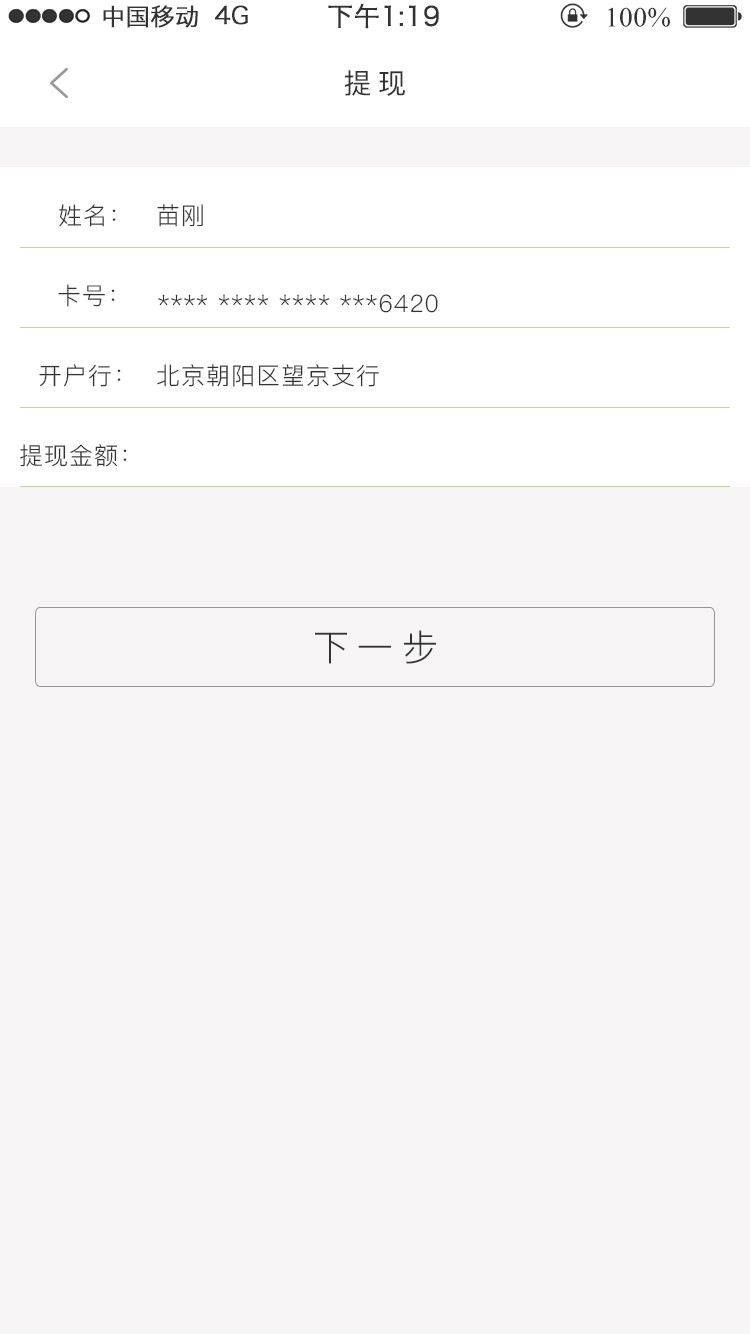 中国移动 4G 下午1:19 100%
提现
姓名: 苗刚
卡号: **** **** **** ***6420
开户行: 北京朝阳区望京支行
提现金额:
下一步